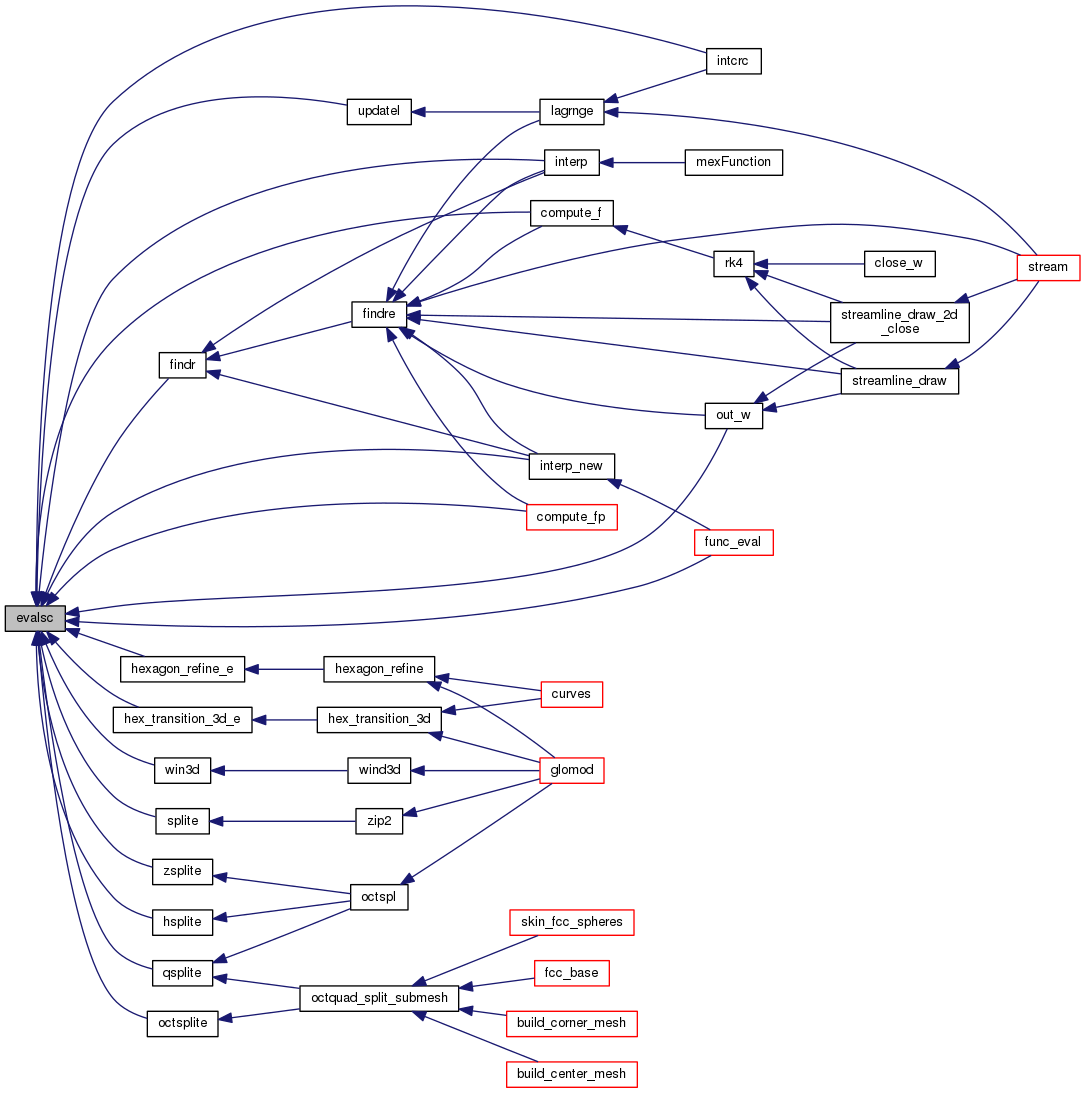 intcrc
updatel
lagrnge
interp
mexFunction
compute_f
rk4
close_w
stream
findre
streamline_draw_2d
_close
findr
streamline_draw
out_w
interp_new
compute_fp
func_eval
evalsc
hexagon_refine_e
hexagon_refine
curves
hex_transition_3d_e
hex_transition_3d
win3d
wind3d
glomod
splite
zip2
zsplite
octspl
hsplite
skin_fcc_spheres
qsplite
fcc_base
octquad_split_submesh
octsplite
build_corner_mesh
build_center_mesh